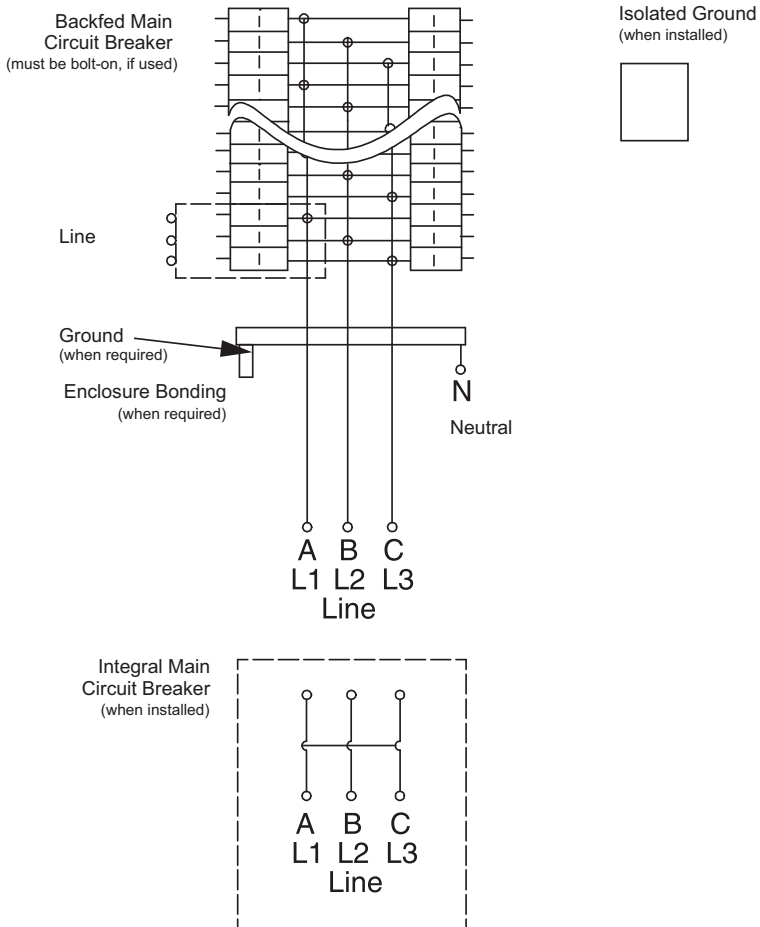 Backfed Main
Circuit Breaker
(must be bolt-on, if used)
Isolated Ground
(when installed)
Line
Ground
(when required)
Enclosure Bonding
(when required)
N
Neutral
A B C
L1 L2 L3
Line
Integral Main
Circuit Breaker
(when installed)
A B C
L1 L2 L3
Line